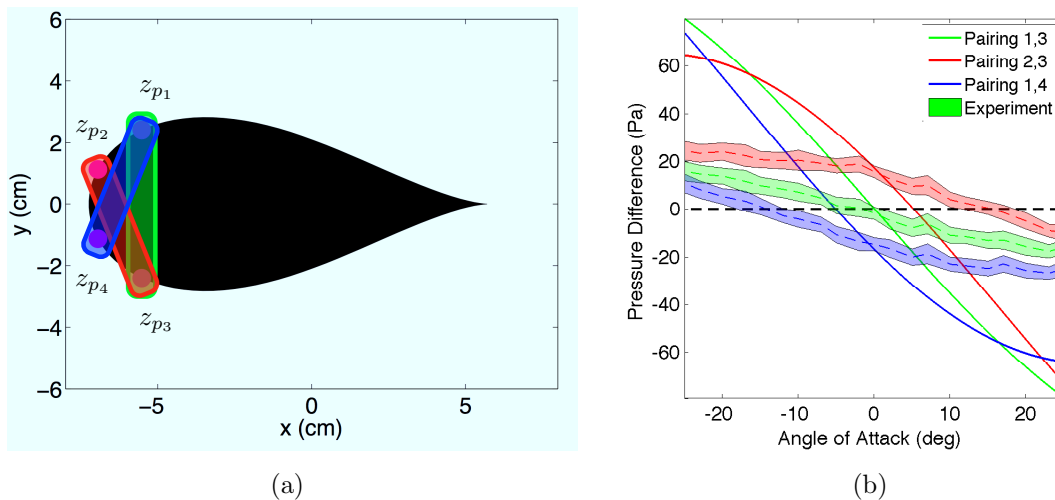 6
4
2
0
−2
−4
−6
y (cm)
−5
0
5
x (cm)
z_{p_1}
z_{p_2}
z_{p_4}
z_{p_3}
(a)
60
40
20
0
-20
-40
-60
Pressure Difference (Pa)
-20
-10
0
10
20
Angle of Attack (deg)
Pairing 1,3
Pairing 2,3
Pairing 1,4
Experiment
(b)